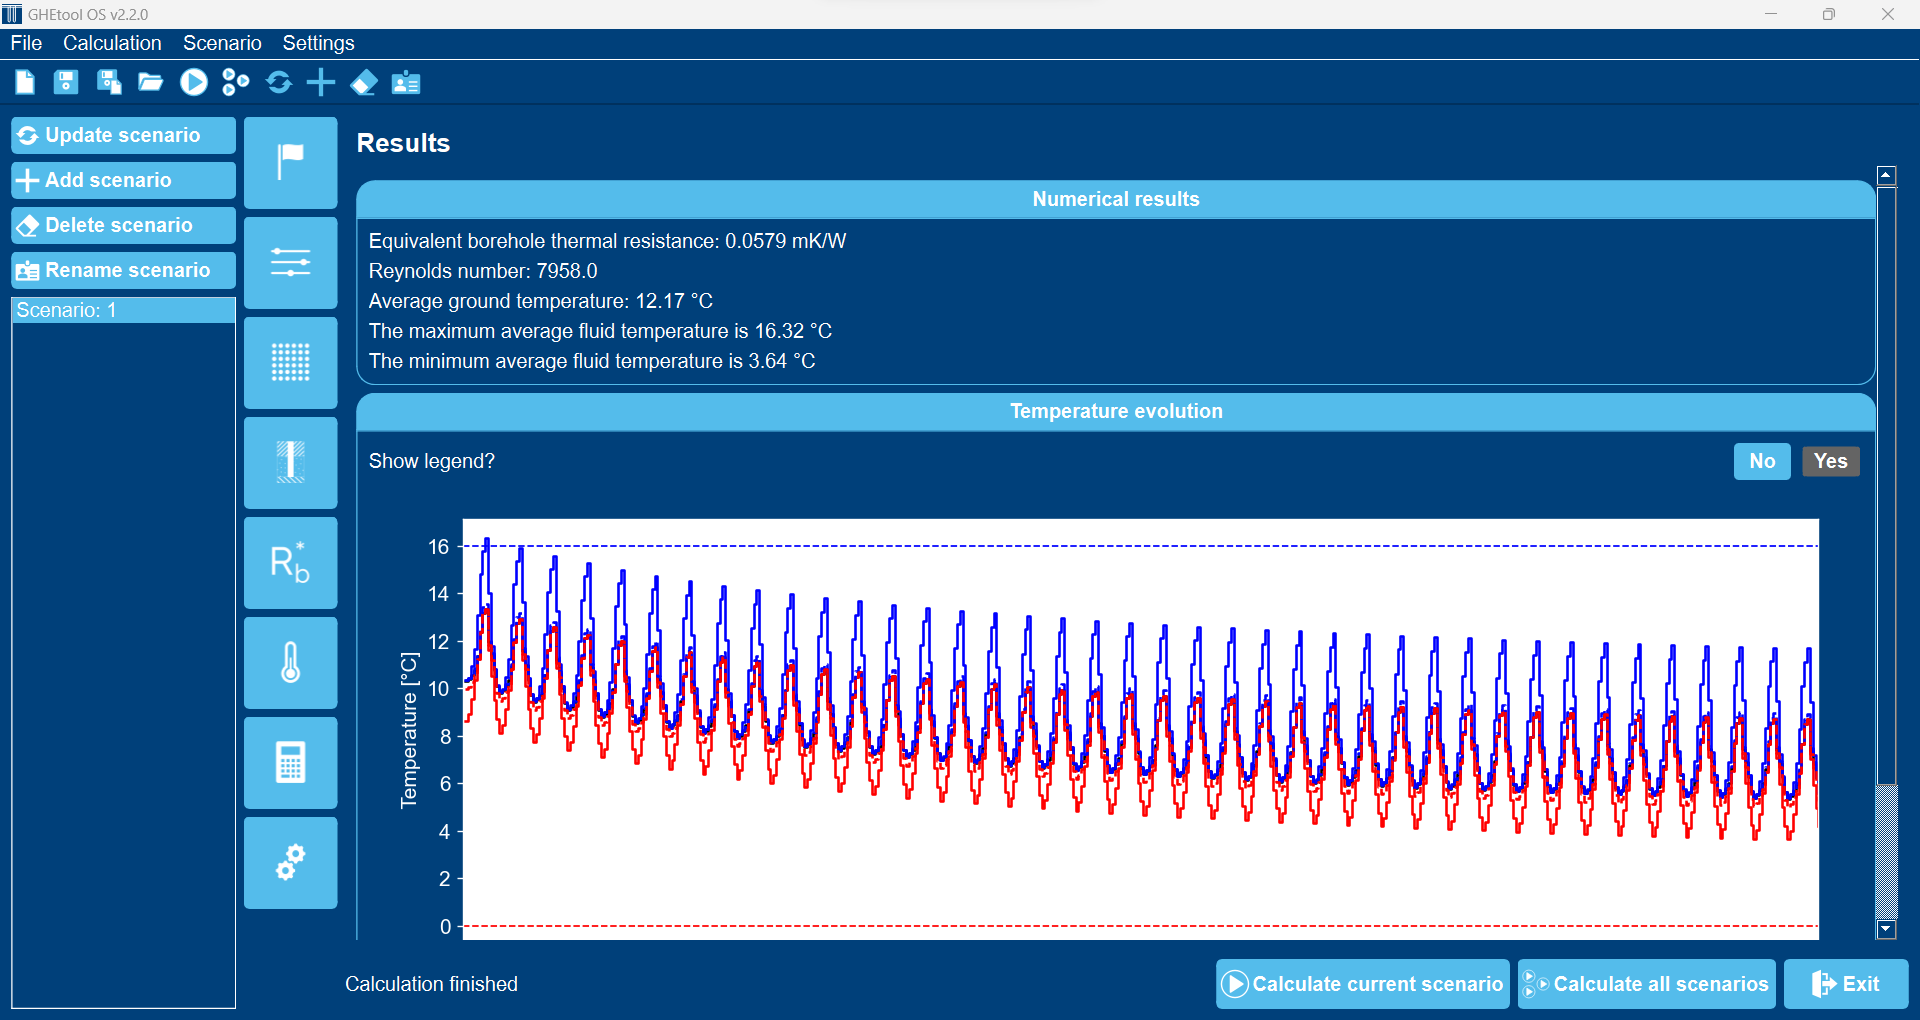 GHEtool OS v2.2.0
File Calculation Scenario Settings
Update scenario
Add scenario
Delete scenario
Rename scenario
Scenario: 1
R*b
Results
Numerical results
Equivalent borehole thermal resistance: 0.0579 mK/W
Reynolds number: 7958.0
Average ground temperature: 12.17 °C
The maximum average fluid temperature is 16.32 °C
The minimum average fluid temperature is 3.64 °C
Temperature evolution
Show legend?
No
Yes
Temperature [°C]
16
14
12
10
8
6
4
2
0
Calculation finished
Calculate current scenario
Calculate all scenarios
Exit